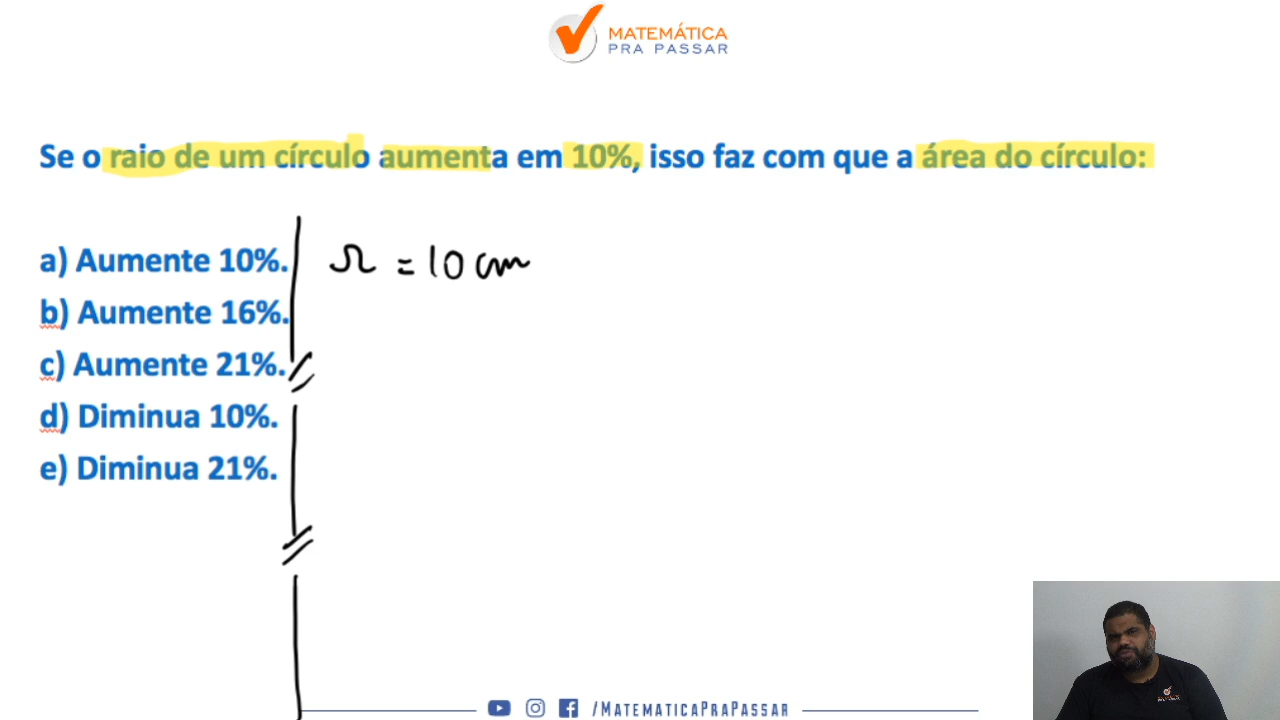 MATEMÁTICA
PRA PASSAR
Se o raio de um círculo aumenta em 10%, isso faz com que a área do círculo:
a) Aumente 10%.
b) Aumente 16%.
c) Aumente 21%.
d) Diminua 10%.
e) Diminua 21%.
r = 10 cm
/MATEMATICAPRAPASSAR